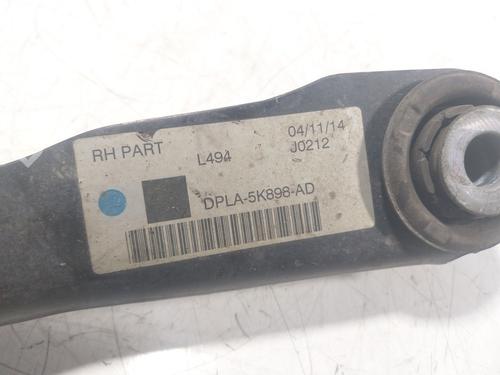 RH PART L494 04/11/14
J0212
DPLA-5K898-AD